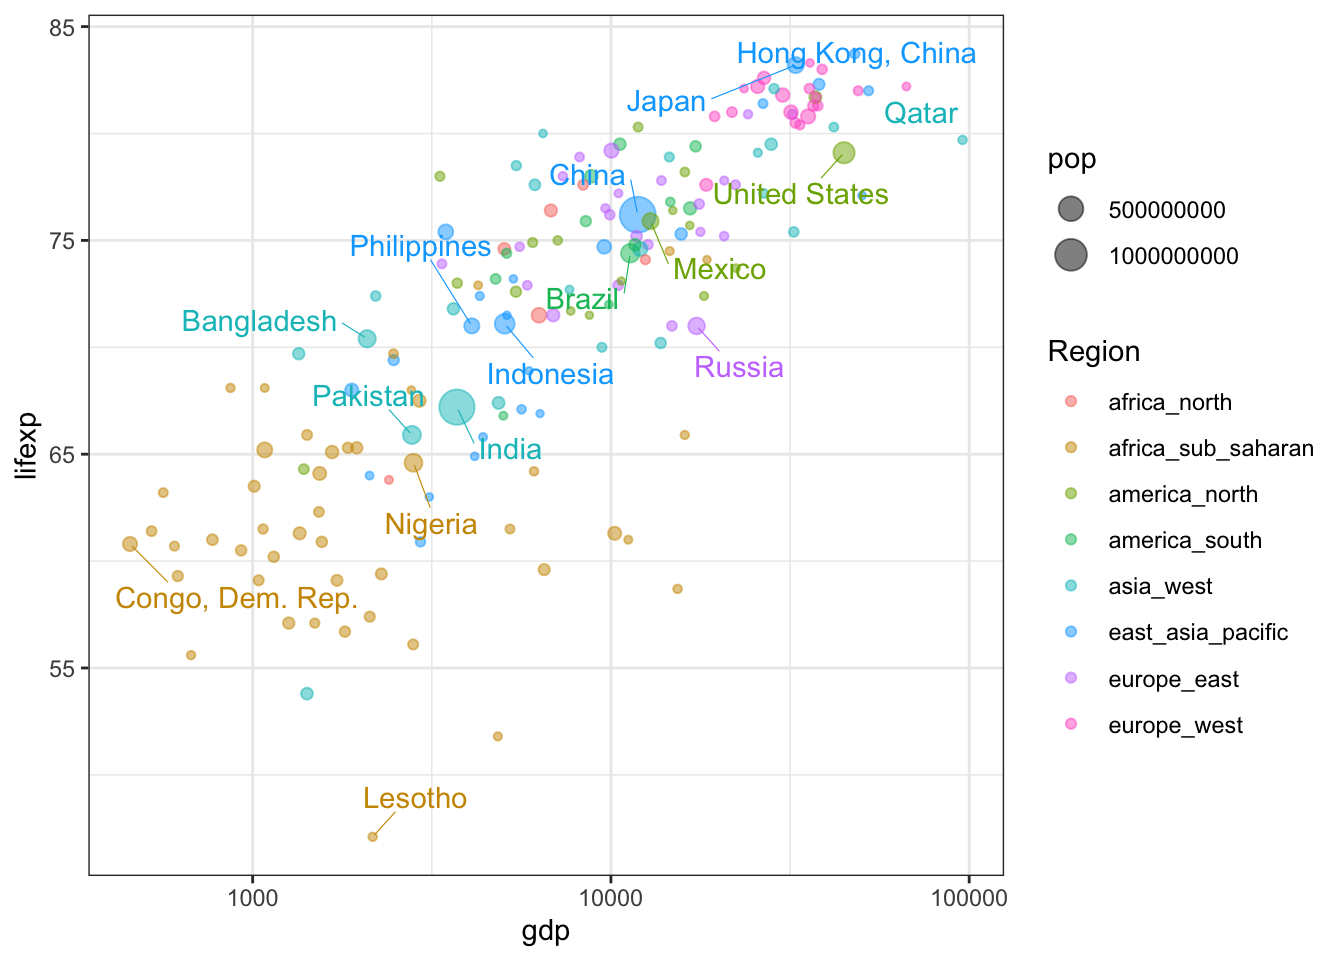 85
75
65
55
lifexp
1000
10000
100000
gdp
Hong Kong, China
Japan
Qatar
China
United States
Philippines
Mexico
Brazil
Bangladesh
Russia
Indonesia
Pakistan
India
Nigeria
Congo, Dem. Rep.
Lesotho
pop
500000000
1000000000
Region
africa_north
africa_sub_saharan
america_north
america_south
asia_west
east_asia_pacific
europe_east
europe_west